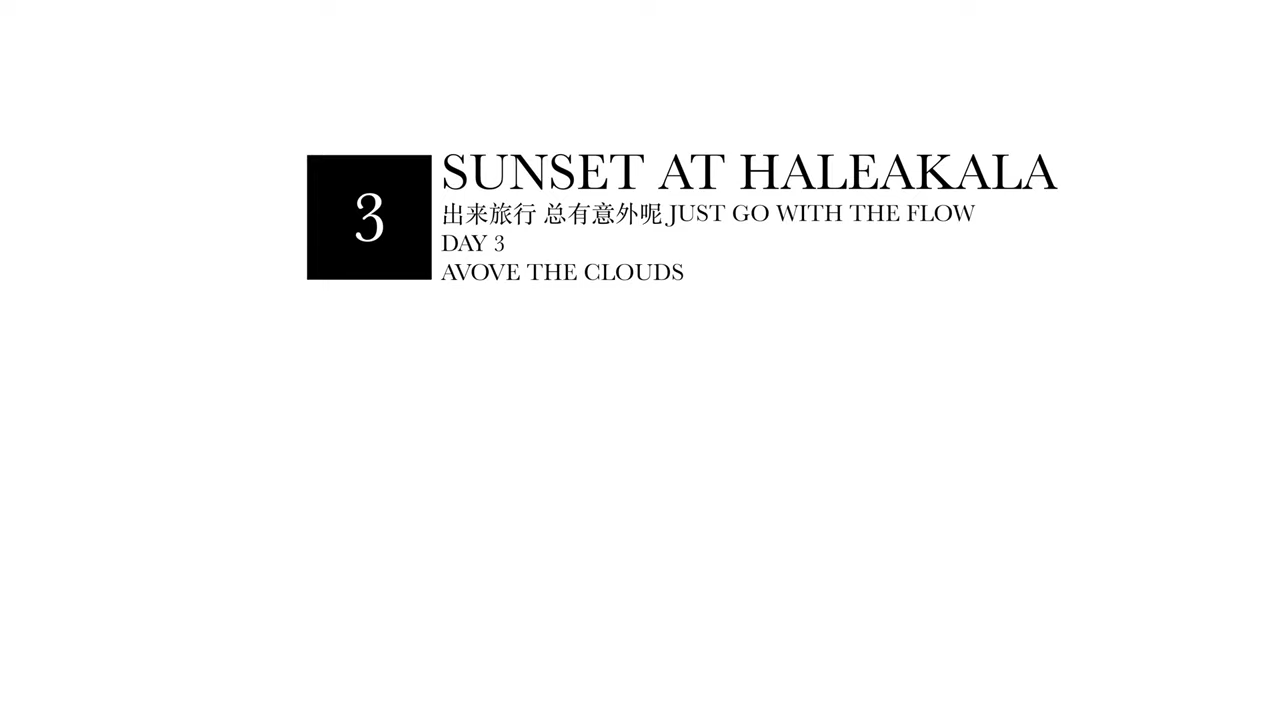 3
SUNSET AT HALEAKALA
出来旅行 总有意外呢 JUST GO WITH THE FLOW
DAY 3
AVOVE THE CLOUDS